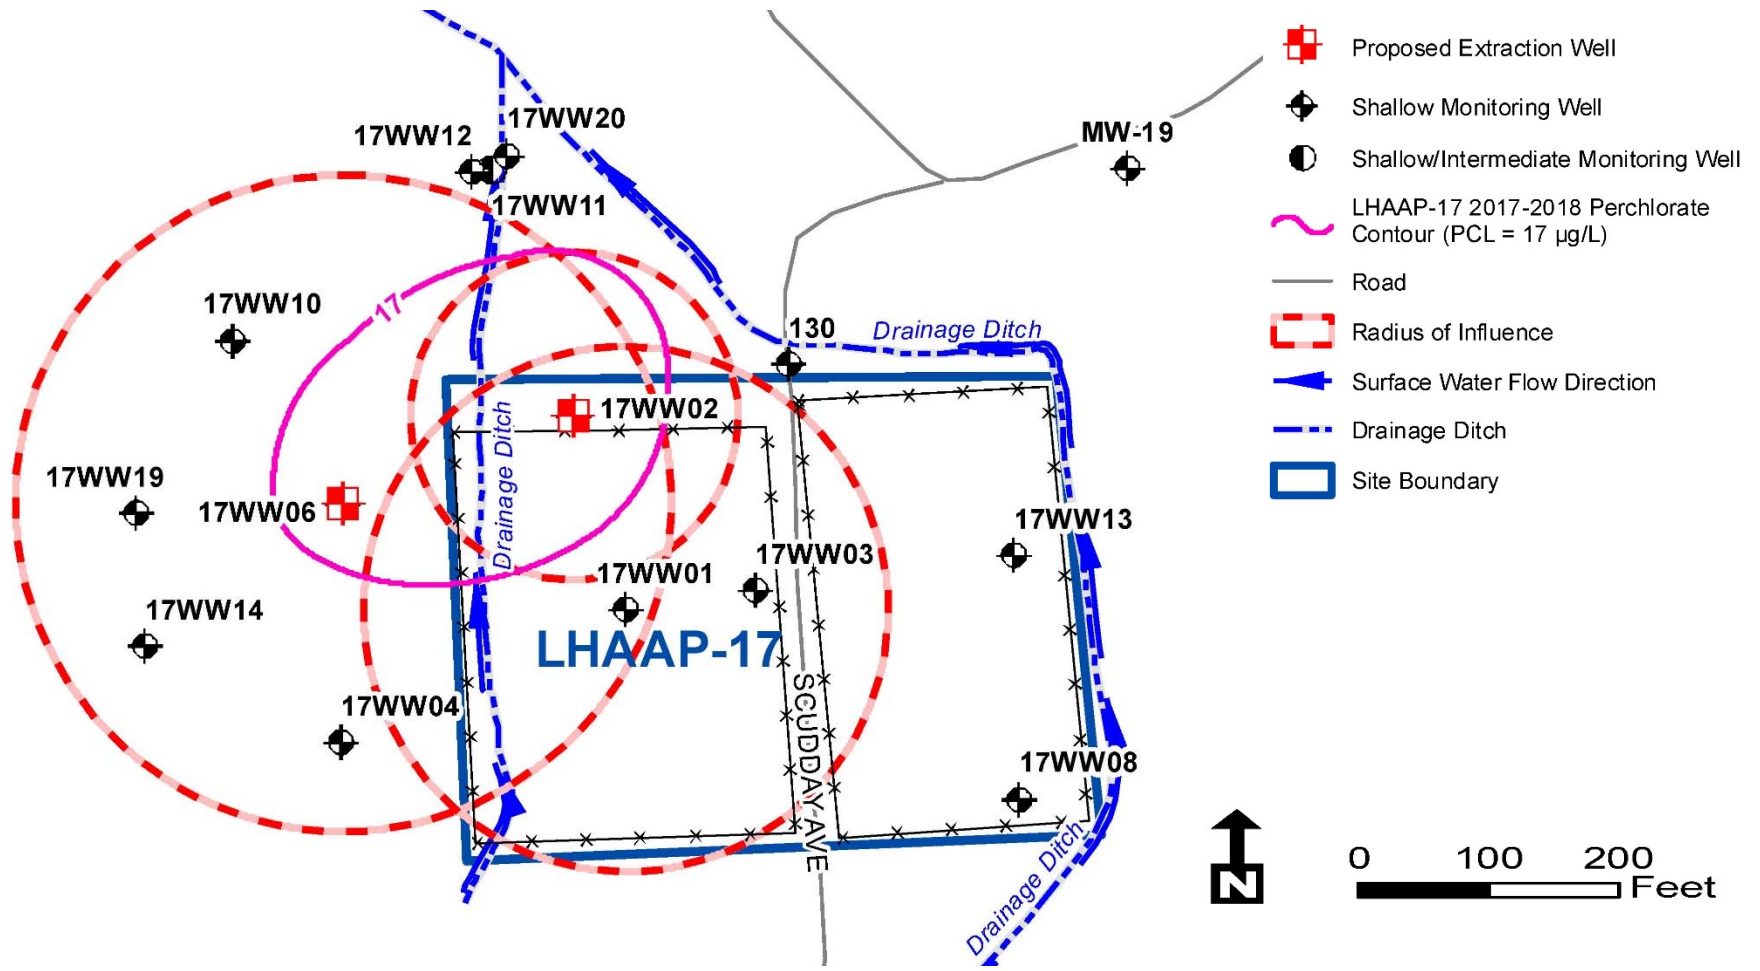 17WW20
17WW12
MW-19
17WW11
17WW10
17
130
Drainage Ditch
17WW02
Drainage Ditch
17WW19
17WW06
17WW13
17WW03
17WW01
17WW14
LHAAP-17
SCUDDAY AVE
17WW04
17WW08
Drainage Ditch
Proposed Extraction Well
Shallow Monitoring Well
Shallow/Intermediate Monitoring Well
LHAAP-17 2017-2018 Perchlorate
Contour (PCL = 17 µg/L)
Road
Radius of Influence
Surface Water Flow Direction
Drainage Ditch
Site Boundary
N
0 100 200
Feet